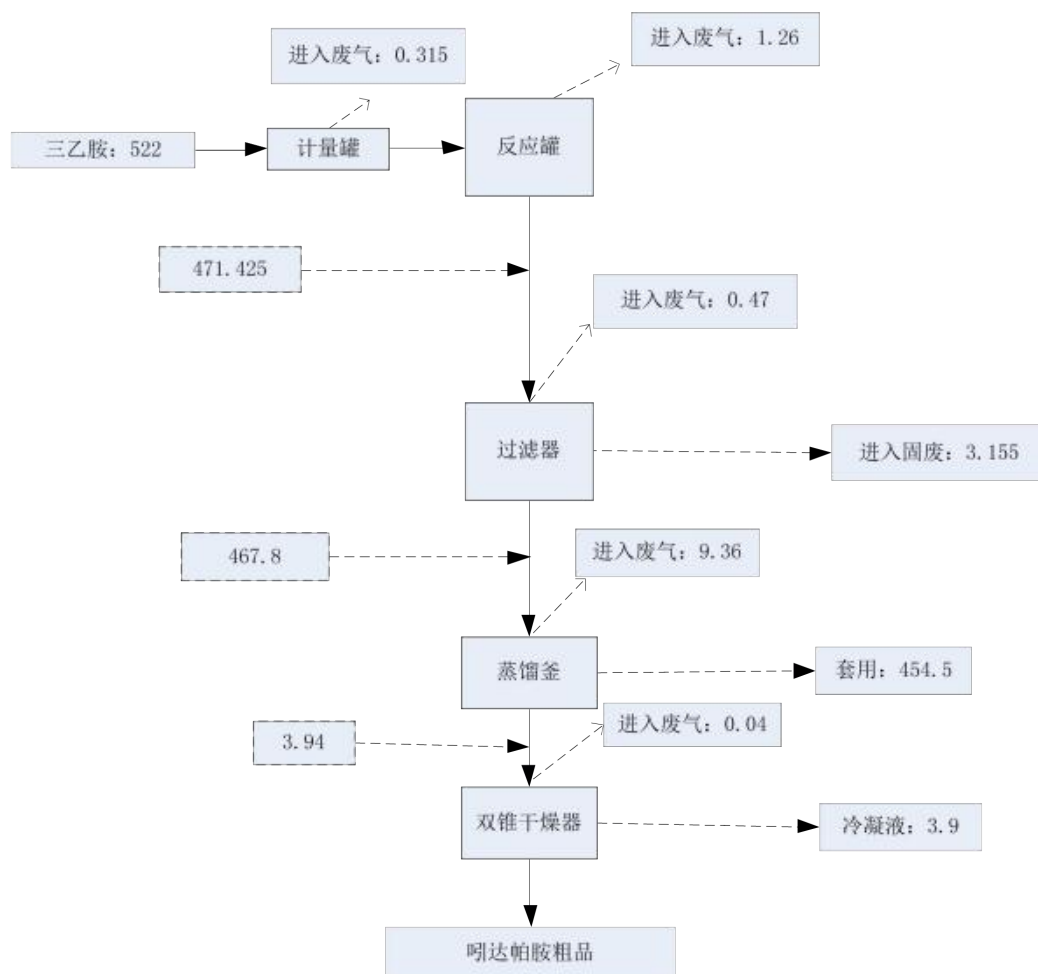 进入废气：0.315
进入废气：1.26
三乙胺：522
计量罐
反应罐
471.425
进入废气：0.47
过滤器
进入固废：3.155
467.8
进入废气：9.36
蒸馏釜
套用：454.5
进入废气：0.04
3.94
双锥干燥器
冷凝液：3.9
吲达帕胺粗品